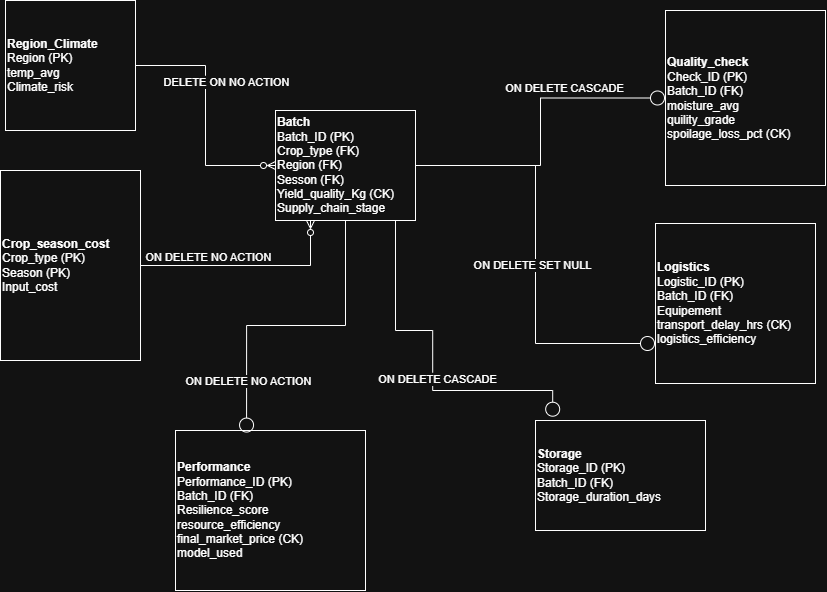 Region_Climate
Region (PK)
temp_avg
Climate_risk
DELETE ON NO ACTION
ON DELETE CASCADE
Quality_check
Check_ID (PK)
Batch_ID (FK)
moisture_avg
quility_grade
spoilage_loss_pct (CK)
Batch
Batch_ID (PK)
Crop_type (FK)
Region (FK)
Sesson (FK)
Yield_quality_Kg (CK)
Supply_chain_stage
Crop_season_cost
Crop_type (PK)
Season (PK)
Input_cost
ON DELETE NO ACTION
ON DELETE SET NULL
Logistics
Logistic_ID (PK)
Batch_ID (FK)
Equipement
transport_delay_hrs (CK)
logistics_efficiency
ON DELETE NO ACTION
ON DELETE CASCADE
Performance
Performance_ID (PK)
Batch_ID (FK)
Resilience_score
resource_efficiency
final_market_price (CK)
model_used
Storage
Storage_ID (PK)
Batch_ID (FK)
Storage_duration_days